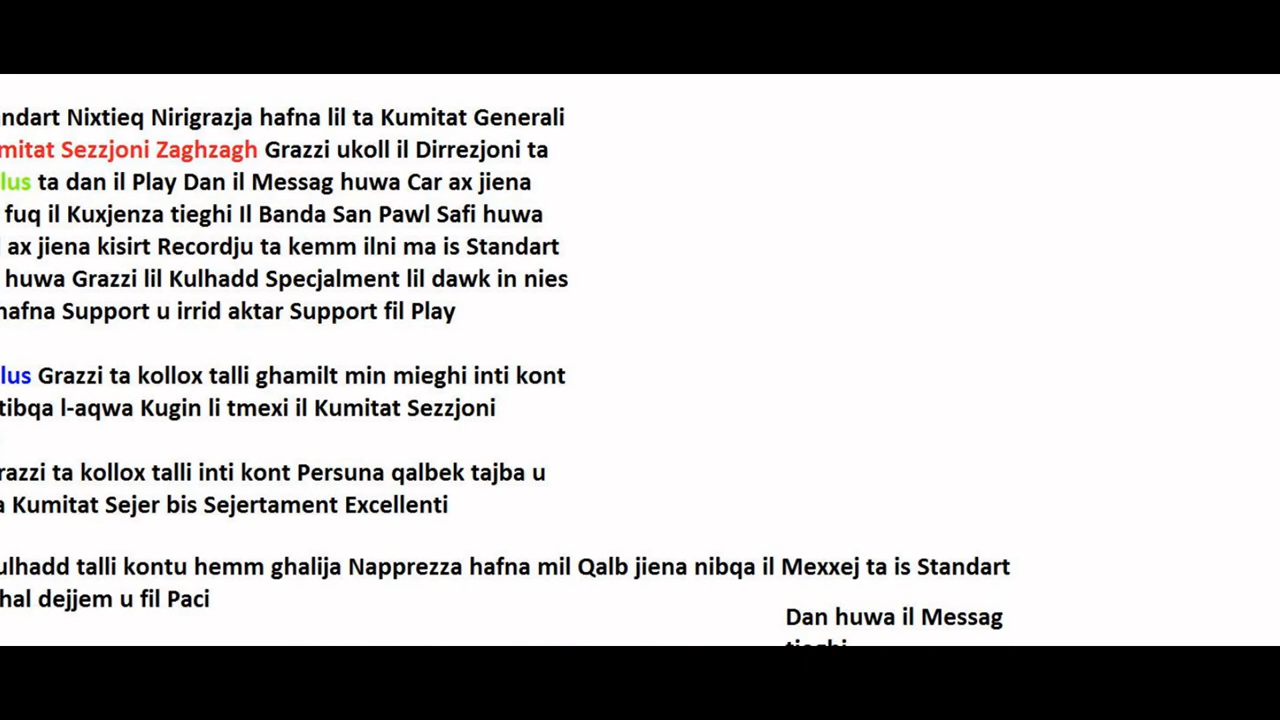 ndart Nixtieq Nirigrazja hafna lil ta Kumitat Generali
mitat Sezzjoni Zaghzagh Grazzi ukoll il Dirrezjoni ta
lus ta dan il Play Dan il Messag huwa Car ax jiena
fuq il Kuxjenza tieghi Il Banda San Pawl Safi huwa
ax jiena kisirt Recordju ta kemm ilni ma is Standart
huwa Grazzi lil Kulhadd Specjalment lil dawk in nies
hafna Support u irrid aktar Support fil Play
lus Grazzi ta kollox talli ghamilt min mieghi inti kont
tibqa l-aqwa Kugin li tmexi il Kumitat Sezzjoni
razzi ta kollox talli inti kont Persuna qalbek tajba u
a Kumitat Sejer bis Sejertament Excellenti
ulhadd talli kontu hemm ghalija Napprezza hafna mil Qalb jiena nibqa il Mexxej ta is Standart
hal dejjem u fil Paci
Dan huwa il Messag
tieghi